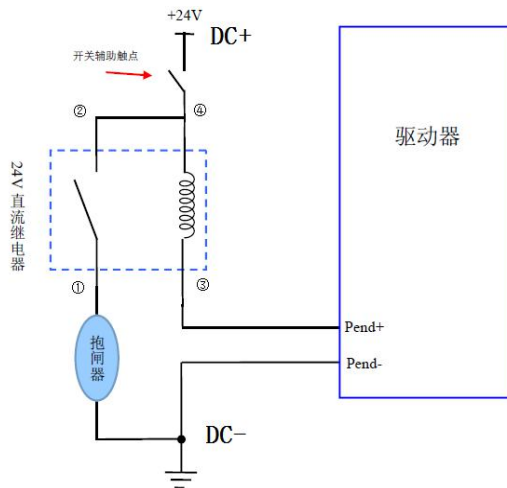 +24V
DC+
开关辅助触点
②
④
驱动器
24V 直流继电器
①
③
抱闸器
Pend+
Pend-
DC-